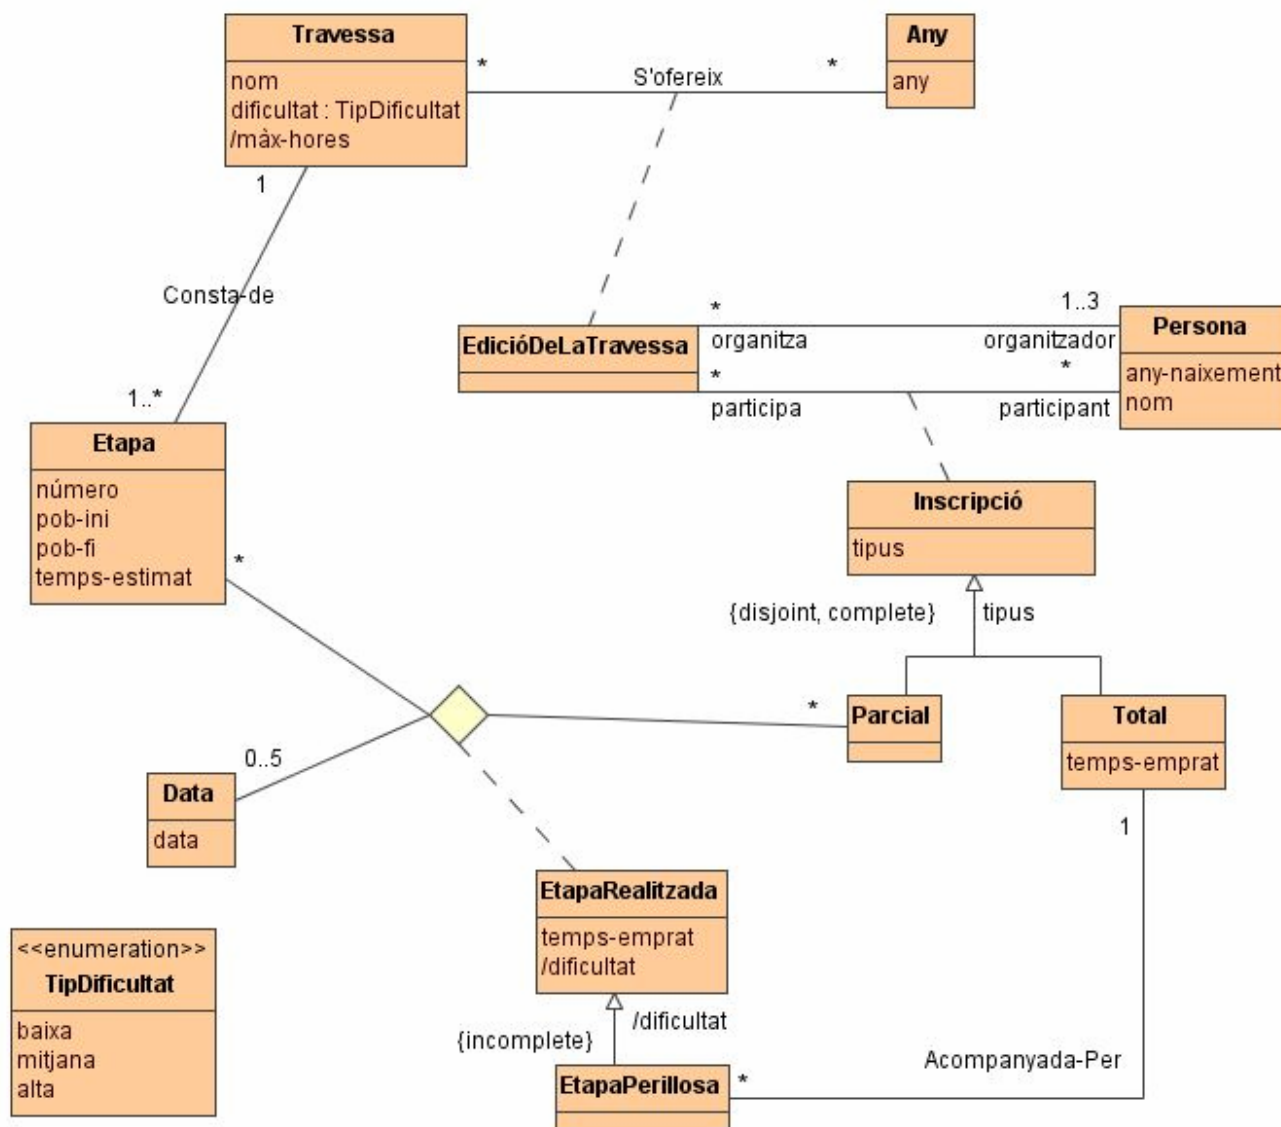 Travessa
nom
dificultat : TipDificultat
/màx-hores
*
S'ofereix
*
Any
any
1
Consta-de
1..*
EdicióDeLaTravessa
*
organitza
1..3
organitzador
*
participa
*
participant
Persona
any-naixement
nom
Etapa
número
pob-ini
pob-fi
temps-estimat
*
Inscripció
tipus
{disjoint, complete}
tipus
*
Parcial
Total
temps-emprat
1
0..5
Data
data
EtapaRealitzada
temps-emprat
/dificultat
{incomplete}
/dificultat
EtapaPerillosa
*
Acompanyada-Per
<<enumeration>>
TipDificultat
baixa
mitjana
alta